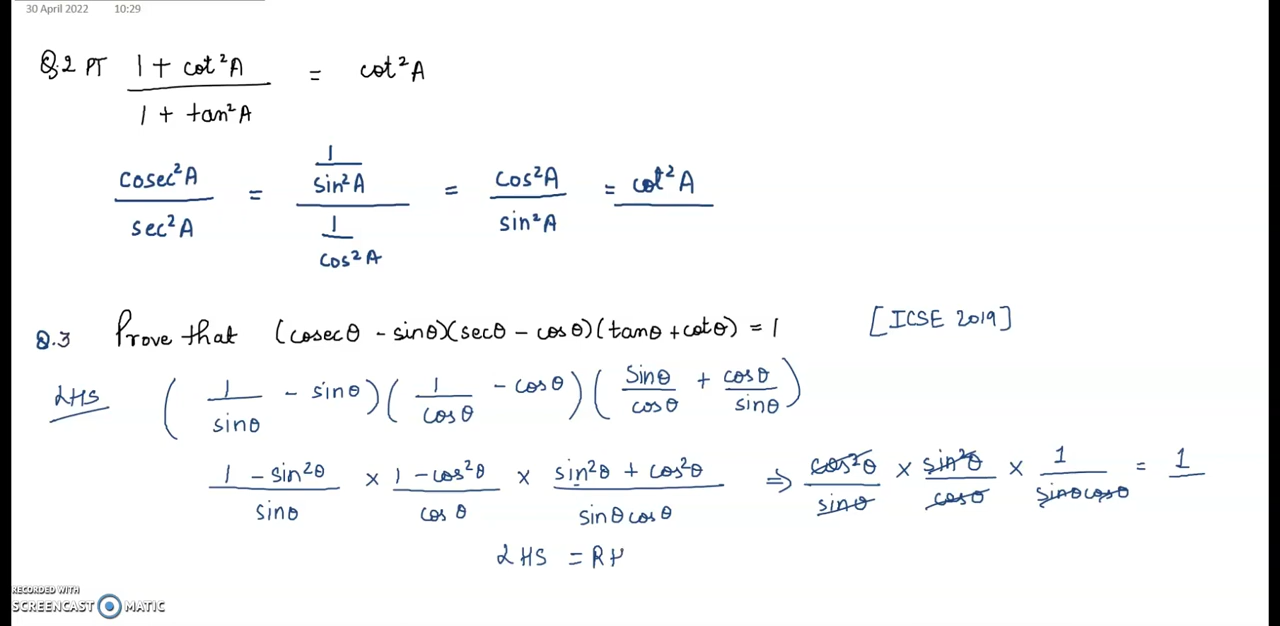 30 April 2022 10:29
Q.2 PT (1 + cot²A)/(1 + tan²A) = cot²A
cosec²A/sec²A = (1/sin²A)/(1/cos²A) = cos²A/sin²A = cot²A
Q.3 Prove that (cosecθ - sinθ)(secθ - cosθ)(tanθ + cotθ) = 1 [ICSE 2019]
LHS (1/sinθ - sinθ)(1/cosθ - cosθ)(sinθ/cosθ + cosθ/sinθ)
(1 - sin²θ)/sinθ × (1 - cos²θ)/cosθ × (sin²θ + cos²θ)/(sinθ cosθ) ⇒ cos²θ/sinθ × sin²θ/cosθ × 1/(sinθ cosθ) = 1
LHS = RH
RECORDED WITH
SCREENCAST MATIC